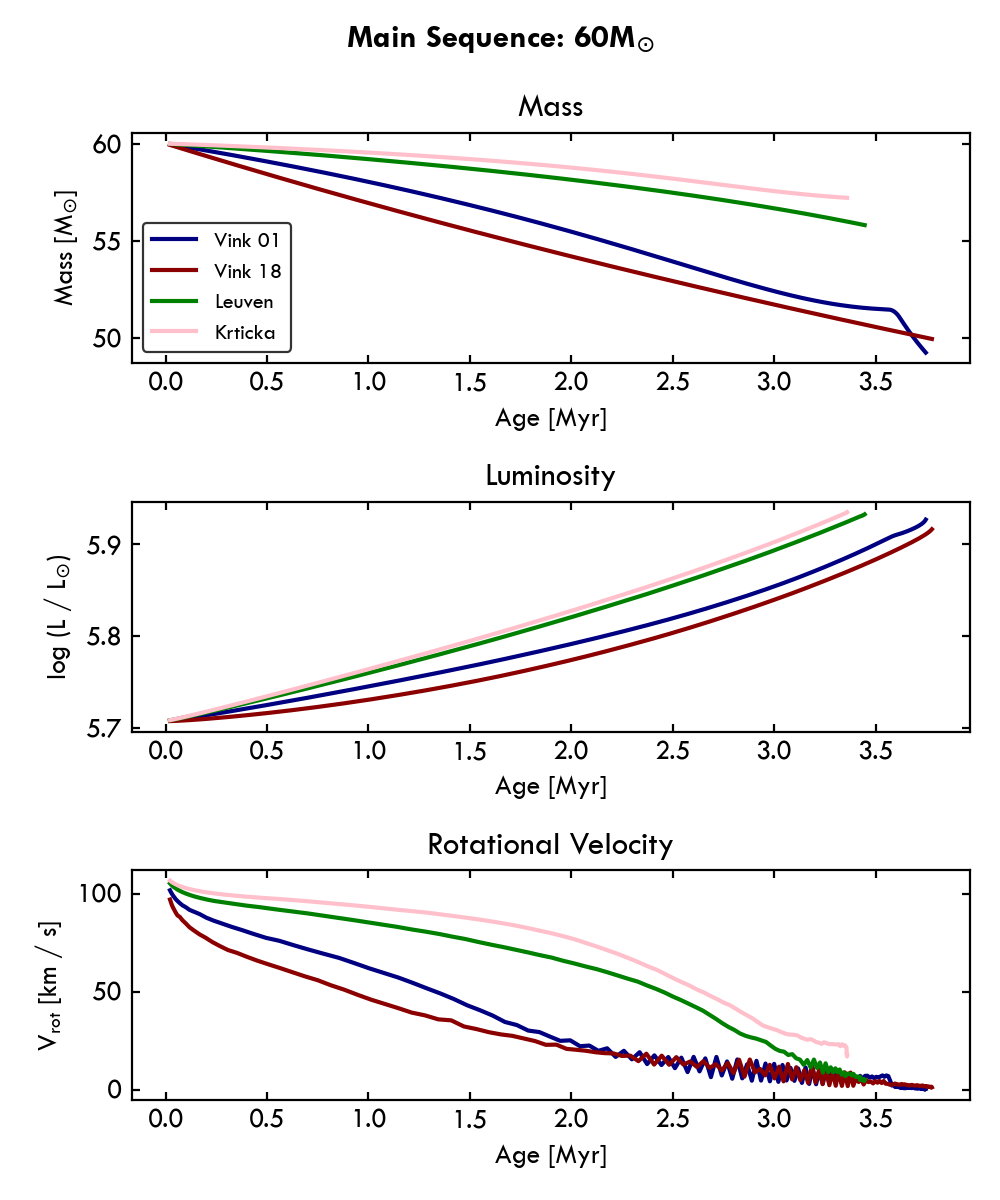 Main Sequence: 60M☉
Mass
Mass [M☉]
60
55
50
Vink 01
Vink 18
Leuven
Krticka
0.0 0.5 1.0 1.5 2.0 2.5 3.0 3.5
Age [Myr]
Luminosity
log (L / L☉)
5.9
5.8
5.7
0.0 0.5 1.0 1.5 2.0 2.5 3.0 3.5
Age [Myr]
Rotational Velocity
Vrot [km / s]
100
50
0
0.0 0.5 1.0 1.5 2.0 2.5 3.0 3.5
Age [Myr]